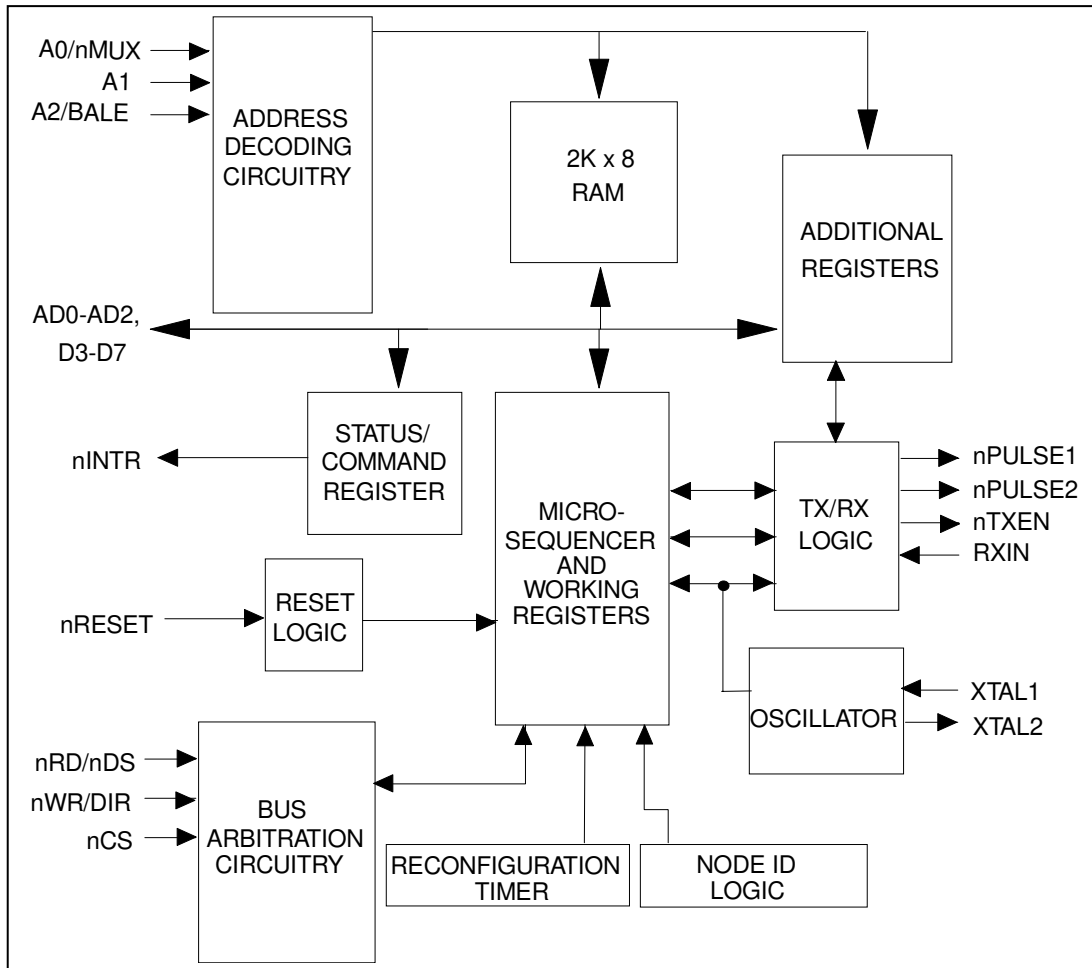 A0/nMUX
A1
A2/BALE
ADDRESS
DECODING
CIRCUITRY
2K x 8
RAM
ADDITIONAL
REGISTERS
AD0-AD2,
D3-D7
nINTR
STATUS/
COMMAND
REGISTER
MICRO-
SEQUENCER
AND
WORKING
REGISTERS
TX/RX
LOGIC
nPULSE1
nPULSE2
nTXEN
RXIN
nRESET
RESET
LOGIC
OSCILLATOR
XTAL1
XTAL2
nRD/nDS
nWR/DIR
nCS
BUS
ARBITRATION
CIRCUITRY
RECONFIGURATION
TIMER
NODE ID
LOGIC